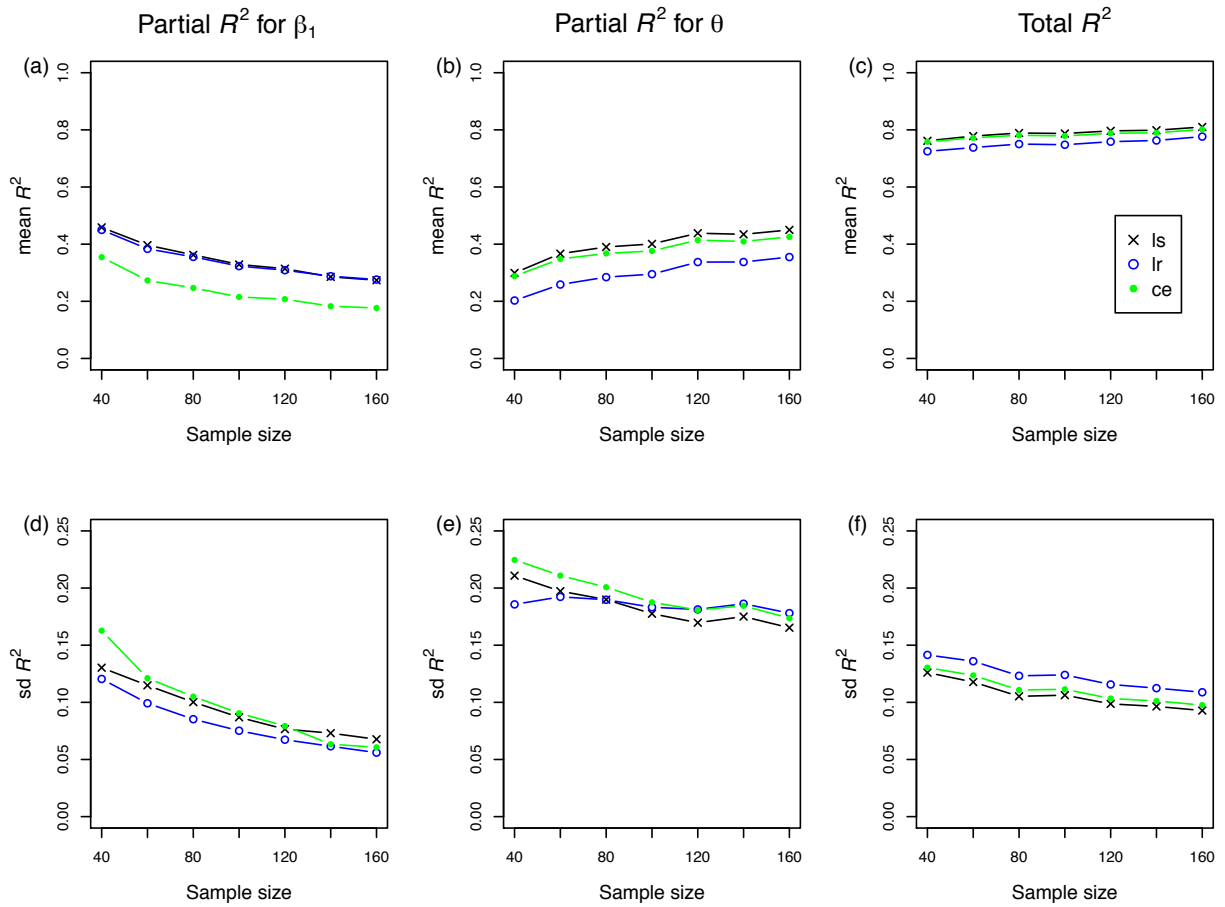 Partial R² for β₁
Partial R² for θ
Total R²
(a)
mean R²
1.0
0.8
0.6
0.4
0.2
0.0
40
80
120
160
Sample size
(b)
mean R²
1.0
0.8
0.6
0.4
0.2
0.0
40
80
120
160
Sample size
(c)
mean R²
1.0
0.8
0.6
0.4
0.2
0.0
ls
lr
ce
40
80
120
160
Sample size
(d)
sd R²
0.25
0.20
0.15
0.10
0.05
0.00
40
80
120
160
Sample size
(e)
sd R²
0.25
0.20
0.15
0.10
0.05
0.00
40
80
120
160
Sample size
(f)
sd R²
0.25
0.20
0.15
0.10
0.05
0.00
40
80
120
160
Sample size